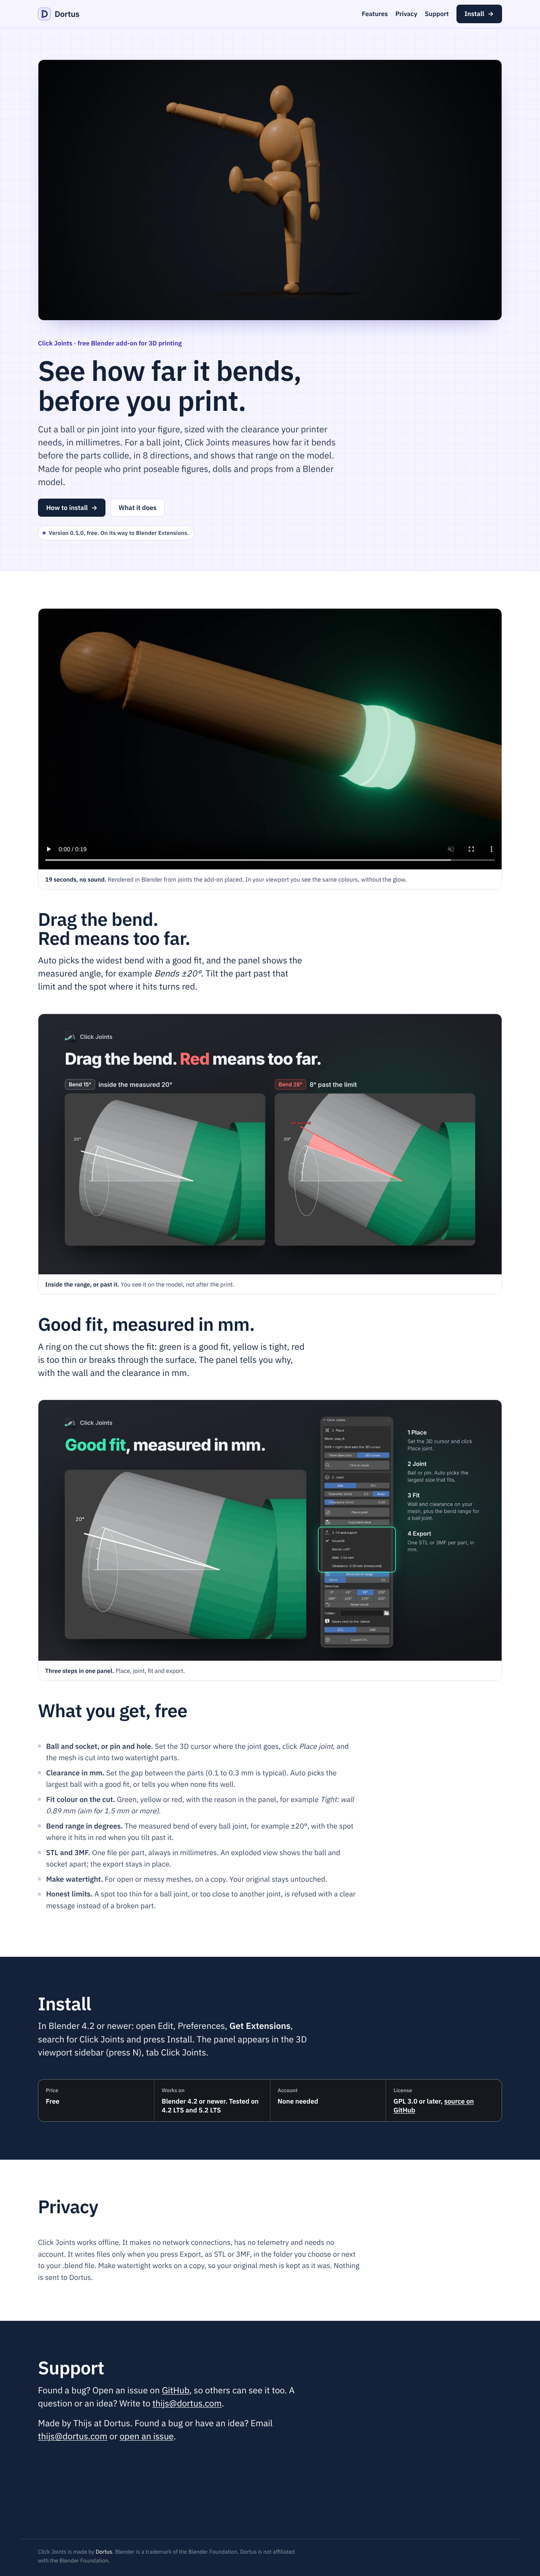 D Dortus
Features Privacy Support Install →
Click Joints · free Blender add-on for 3D printing
See how far it bends,
before you print.
Cut a ball or pin joint into your figure, sized with the clearance your printer
needs, in millimetres. For a ball joint, Click Joints measures how far it bends
before the parts collide, in 8 directions, and shows that range on the model.
Made for people who print poseable figures, dolls and props from a Blender
model.
How to install → What it does
Version 0.1.0, free. On its way to Blender Extensions.
0:00 / 0:19
19 seconds, no sound. Rendered in Blender from joints the add-on placed. In your viewport you see the same colours, without the glow.
Drag the bend.
Red means too far.
Auto picks the widest bend with a good fit, and the panel shows the
measured angle, for example Bends ±20°. Tilt the part past that
limit and the spot where it hits turns red.
Click Joints
Drag the bend. Red means too far.
Bend 15° inside the measured 20°
Bend 28° 8° past the limit
20°
20°
Inside the range, or past it. You see it on the model, not after the print.
Good fit, measured in mm.
A ring on the cut shows the fit: green is a good fit, yellow is tight, red
is too thin or breaks through the surface. The panel tells you why,
with the wall and the clearance in mm.
Click Joints
Good fit, measured in mm.
20°
1 Place
Set the 3D cursor and click
Place joint.
2 Joint
Ball or pin. Auto picks the
largest size that fits.
3 Fit
Wall and clearance on your
mesh, plus the bend range for
a ball joint.
4 Export
One STL or 3MF per part, in
mm.
Three steps in one panel. Place, joint, fit and export.
What you get, free
Ball and socket, or pin and hole. Set the 3D cursor where the joint goes, click Place joint, and
the mesh is cut into two watertight parts.
Clearance in mm. Set the gap between the parts (0.1 to 0.3 mm is typical). Auto picks the
largest ball with a good fit, or tells you when none fits well.
Fit colour on the cut. Green, yellow or red, with the reason in the panel, for example Tight: wall
0.89 mm (aim for 1.5 mm or more).
Bend range in degrees. The measured bend of every ball joint, for example ±20°, with the spot
where it hits in red when you tilt past it.
STL and 3MF. One file per part, always in millimetres. An exploded view shows the ball and
socket apart; the export stays in place.
Make watertight. For open or messy meshes, on a copy. Your original stays untouched.
Honest limits. A spot too thin for a ball joint, or too close to another joint, is refused with a clear
message instead of a broken part.
Install
In Blender 4.2 or newer: open Edit, Preferences, Get Extensions,
search for Click Joints and press Install. The panel appears in the 3D
viewport sidebar (press N), tab Click Joints.
Price
Free
Works on
Blender 4.2 or newer. Tested on
4.2 LTS and 5.2 LTS
Account
None needed
License
GPL 3.0 or later, source on
GitHub
Privacy
Click Joints works offline. It makes no network connections, has no telemetry and needs no
account. It writes files only when you press Export, as STL or 3MF, in the folder you choose or next
to your .blend file. Make watertight works on a copy, so your original mesh is kept as it was. Nothing
is sent to Dortus.
Support
Found a bug? Open an issue on GitHub, so others can see it too. A
question or an idea? Write to thijs@dortus.com.
Made by Thijs at Dortus. Found a bug or have an idea? Email
thijs@dortus.com or open an issue.
Click Joints is made by Dortus. Blender is a trademark of the Blender Foundation. Dortus is not affiliated
with the Blender Foundation.